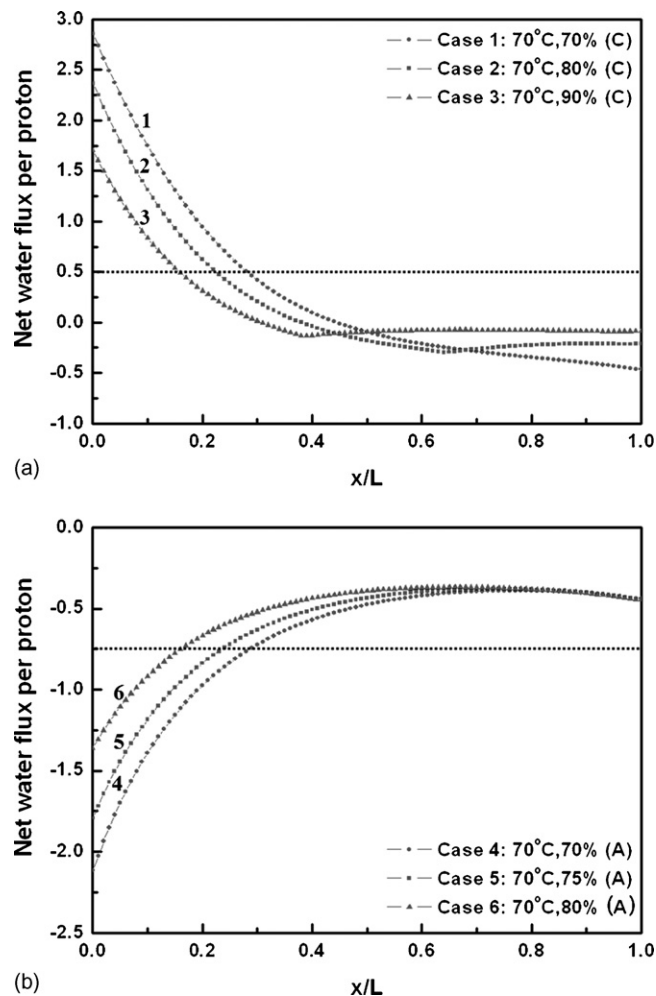 3.0
2.5
2.0
1.5
1.0
0.5
0.0
-0.5
-1.0
Net water flux per proton
Case 1: 70°C,70% (C)
Case 2: 70°C,80% (C)
Case 3: 70°C,90% (C)
1
2
3
0.0 0.2 0.4 0.6 0.8 1.0
x/L
(a)
0.0
-0.5
-1.0
-1.5
-2.0
-2.5
Net water flux per proton
6
5
4
Case 4: 70°C,70% (A)
Case 5: 70°C,75% (A)
Case 6: 70°C,80% (A)
0.0 0.2 0.4 0.6 0.8 1.0
x/L
(b)